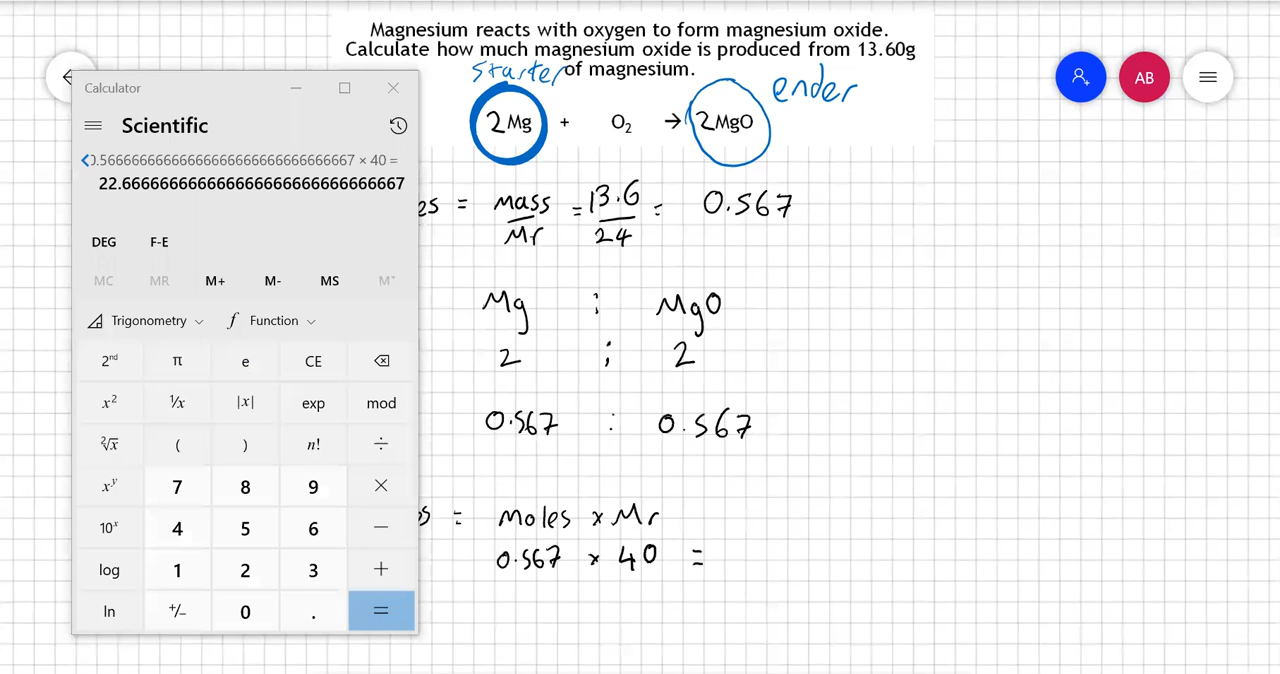 Magnesium reacts with oxygen to form magnesium oxide.
Calculate how much magnesium oxide is produced from 13.60g
starter of magnesium.
ender
2Mg + O₂ → 2MgO
AB
Calculator
Scientific
0.56666666666666666666666666666667 × 40 =
22.666666666666666666666666666667
DEG F-E
MC MR M+ M- MS M˅
Trigonometry f Function
2ⁿᵈ π e CE
x² ¹/x |x| exp mod
²√x ( ) n! ÷
xʸ 7 8 9 ×
10ˣ 4 5 6 −
log 1 2 3 +
ln +/− 0 . =
es = mass / Mr = 13.6 / 24 = 0.567
Mg : MgO
2 : 2
0.567 : 0.567
s = moles × Mr
0.567 × 40 =